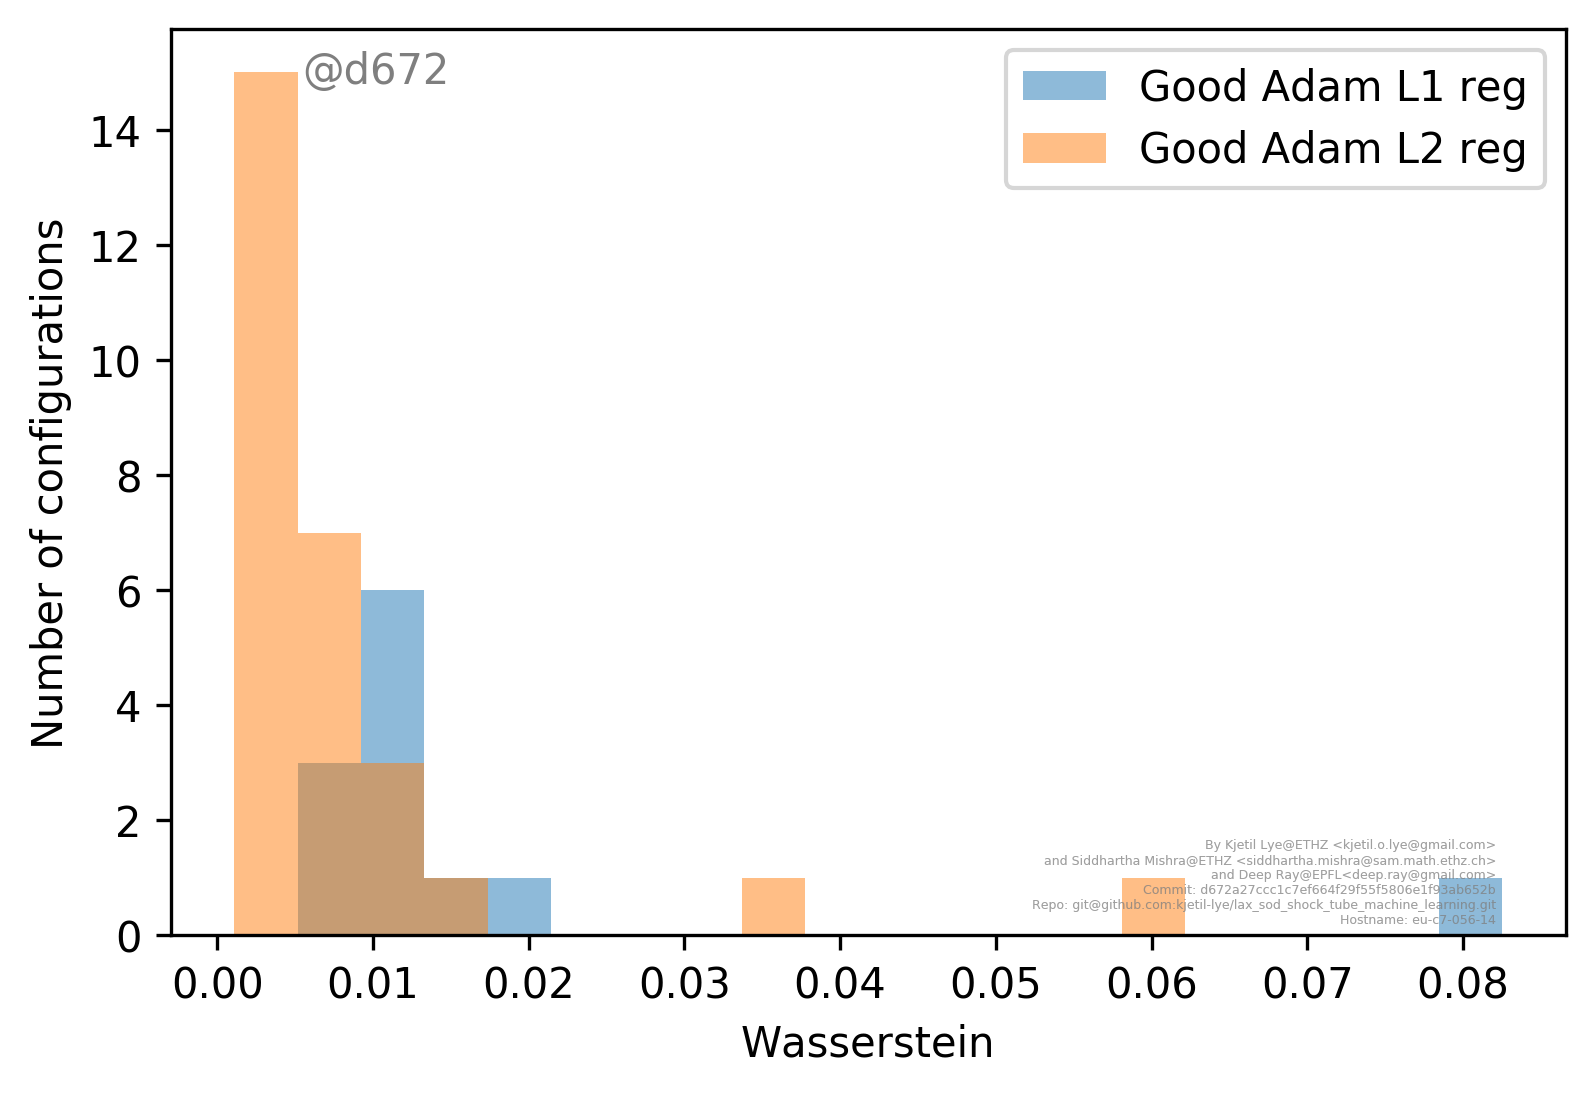 @d672
Good Adam L1 reg
Good Adam L2 reg
Number of configurations
14
12
10
8
6
4
2
0
By Kjetil Lye@ETHZ <kjetil.o.lye@gmail.com>
and Siddhartha Mishra@ETHZ <siddhartha.mishra@sam.math.ethz.ch>
and Deep Ray@EPFL<deep.ray@gmail.com>
Commit: d672a27ccc1c7ef664f29f55f5806e1f93ab652b
Repo: git@github.com:kjetil-lye/lax_sod_shock_tube_machine_learning.git
Hostname: eu-c7-056-14
0.00 0.01 0.02 0.03 0.04 0.05 0.06 0.07 0.08
Wasserstein